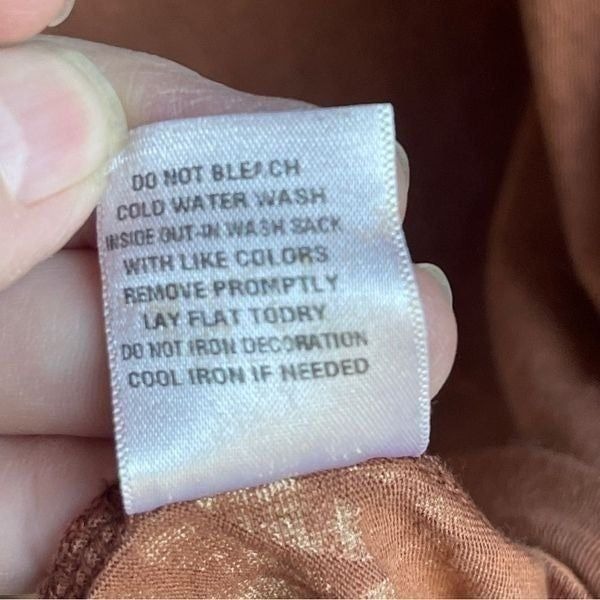 DO NOT BLEACH
COLD WATER WASH
INSIDE OUT-IN WASH SACK
WITH LIKE COLORS
REMOVE PROMPTLY
LAY FLAT TODRY
DO NOT IRON DECORATION
COOL IRON IF NEEDED